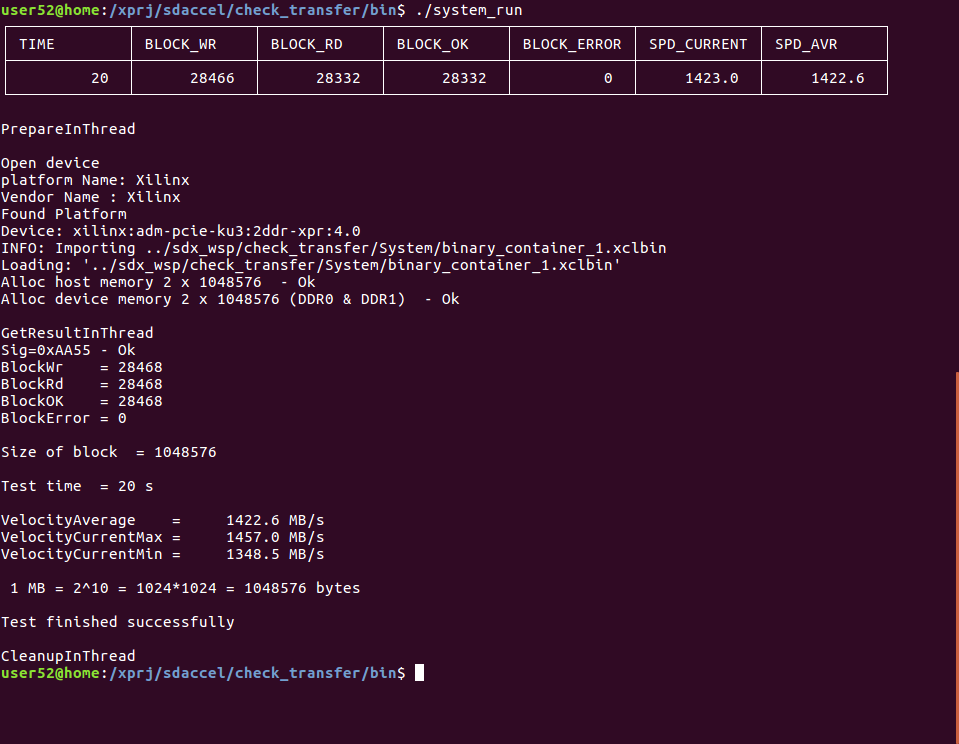 user52@home:/xprj/sdaccel/check_transfer/bin$ ./system_run
TIME BLOCK_WR BLOCK_RD BLOCK_OK BLOCK_ERROR SPD_CURRENT SPD_AVR
20 28466 28332 28332 0 1423.0 1422.6
PrepareInThread
Open device
platform Name: Xilinx
Vendor Name : Xilinx
Found Platform
Device: xilinx:adm-pcie-ku3:2ddr-xpr:4.0
INFO: Importing ../sdx_wsp/check_transfer/System/binary_container_1.xclbin
Loading: '../sdx_wsp/check_transfer/System/binary_container_1.xclbin'
Alloc host memory 2 x 1048576  - Ok
Alloc device memory 2 x 1048576 (DDR0 & DDR1)  - Ok
GetResultInThread
Sig=0xAA55 - Ok
BlockWr    = 28468
BlockRd    = 28468
BlockOK    = 28468
BlockError = 0
Size of block  = 1048576
Test time  = 20 s
VelocityAverage    =     1422.6 MB/s
VelocityCurrentMax =     1457.0 MB/s
VelocityCurrentMin =     1348.5 MB/s
1 MB = 2^10 = 1024*1024 = 1048576 bytes
Test finished successfully
CleanupInThread
user52@home:/xprj/sdaccel/check_transfer/bin$